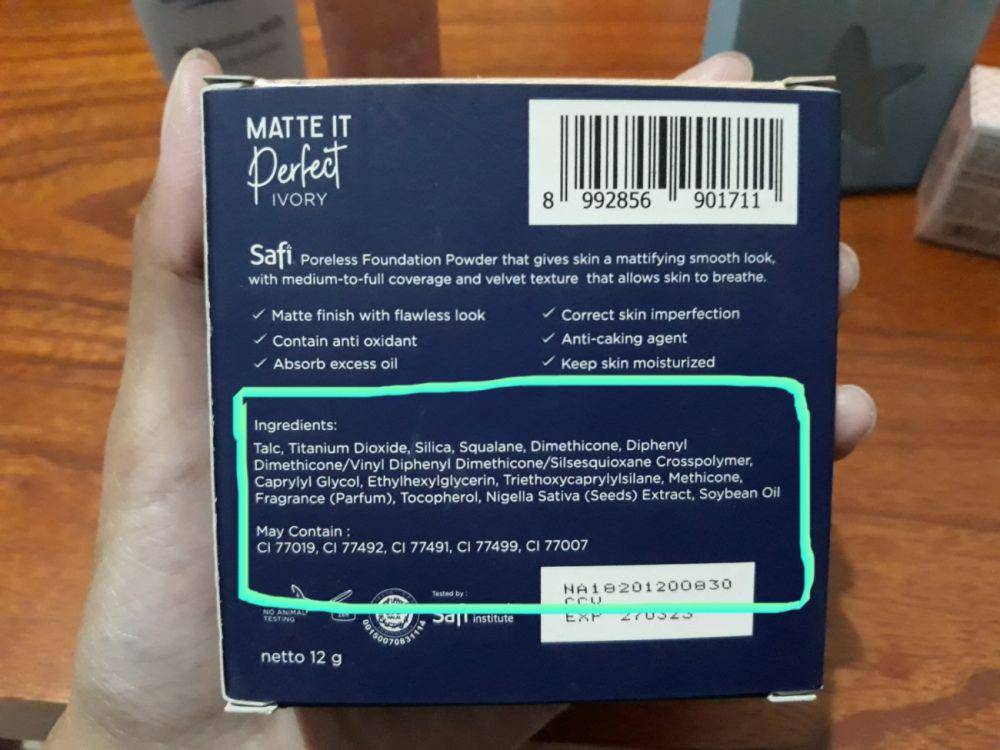 MATTE IT
Perfect
IVORY
8 992856 901711
Safi Poreless Foundation Powder that gives skin a mattifying smooth look,
with medium-to-full coverage and velvet texture that allows skin to breathe.
✓ Matte finish with flawless look
✓ Contain anti oxidant
✓ Absorb excess oil
✓ Correct skin imperfection
✓ Anti-caking agent
✓ Keep skin moisturized
Ingredients:
Talc, Titanium Dioxide, Silica, Squalane, Dimethicone, Diphenyl
Dimethicone/Vinyl Diphenyl Dimethicone/Silsesquioxane Crosspolymer,
Caprylyl Glycol, Ethylhexylglycerin, Triethoxycaprylylsilane, Methicone,
Fragrance (Parfum), Tocopherol, Nigella Sativa (Seeds) Extract, Soybean Oil
May Contain :
CI 77019, CI 77492, CI 77491, CI 77499, CI 77007
NO ANIMAL
TESTING
Tested by :
Safi institute
NA18201200830
EXP 270323
netto 12 g